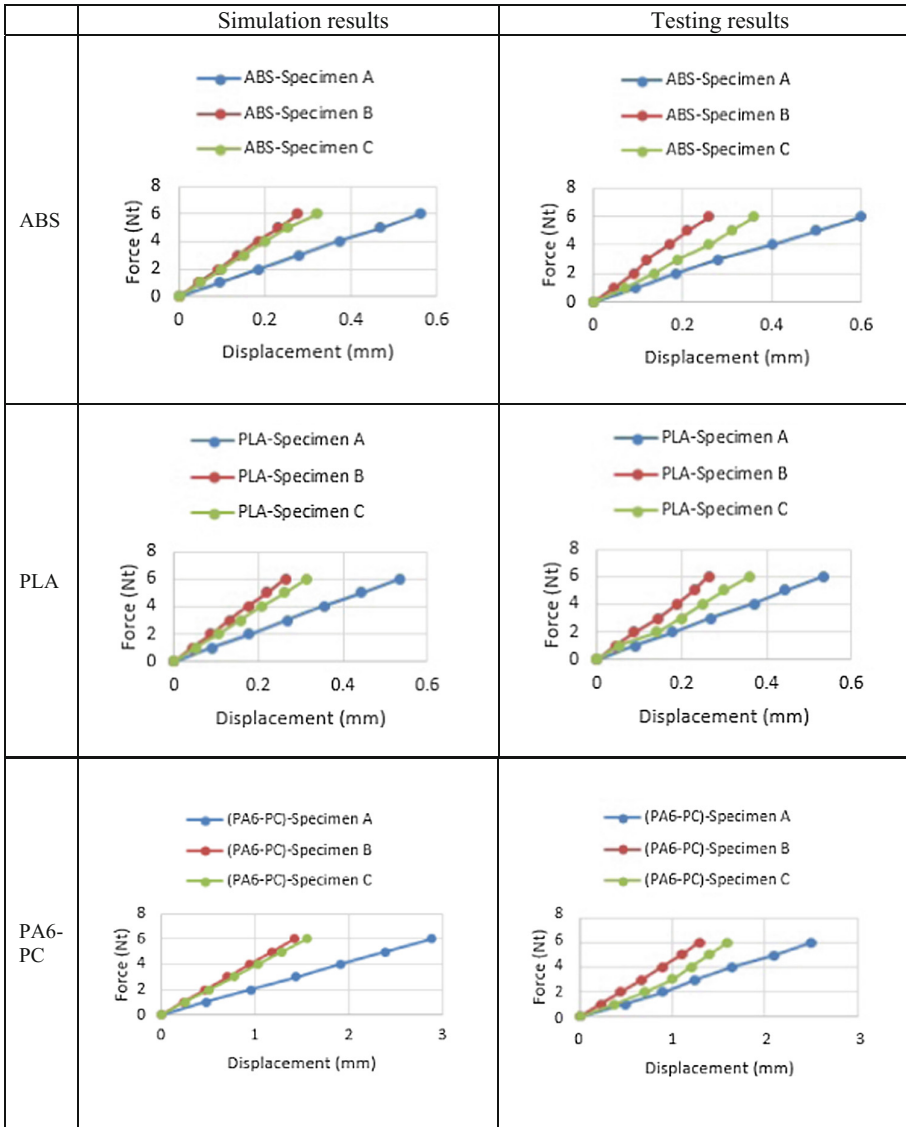 Simulation results
Testing results
ABS
ABS-Specimen A
ABS-Specimen B
ABS-Specimen C
8
6
4
2
0
Force (Nt)
0 0.2 0.4 0.6
Displacement (mm)
ABS-Specimen A
ABS-Specimen B
ABS-Specimen C
8
6
4
2
0
Force (Nt)
0 0.2 0.4 0.6
Displacement (mm)
PLA
PLA-Specimen A
PLA-Specimen B
PLA-Specimen C
8
6
4
2
0
Force (Nt)
0 0.2 0.4 0.6
Displacement (mm)
PLA-Specimen A
PLA-Specimen B
PLA-Specimen C
8
6
4
2
0
Force (Nt)
0 0.2 0.4 0.6
Displacement (mm)
PA6-
PC
(PA6-PC)-Specimen A
(PA6-PC)-Specimen B
(PA6-PC)-Specimen C
8
6
4
2
0
Force (Nt)
0 1 2 3
Displacement (mm)
(PA6-PC)-Specimen A
(PA6-PC)-Specimen B
(PA6-PC)-Specimen C
8
6
4
2
0
Force (Nt)
0 1 2 3
Displacement (mm)